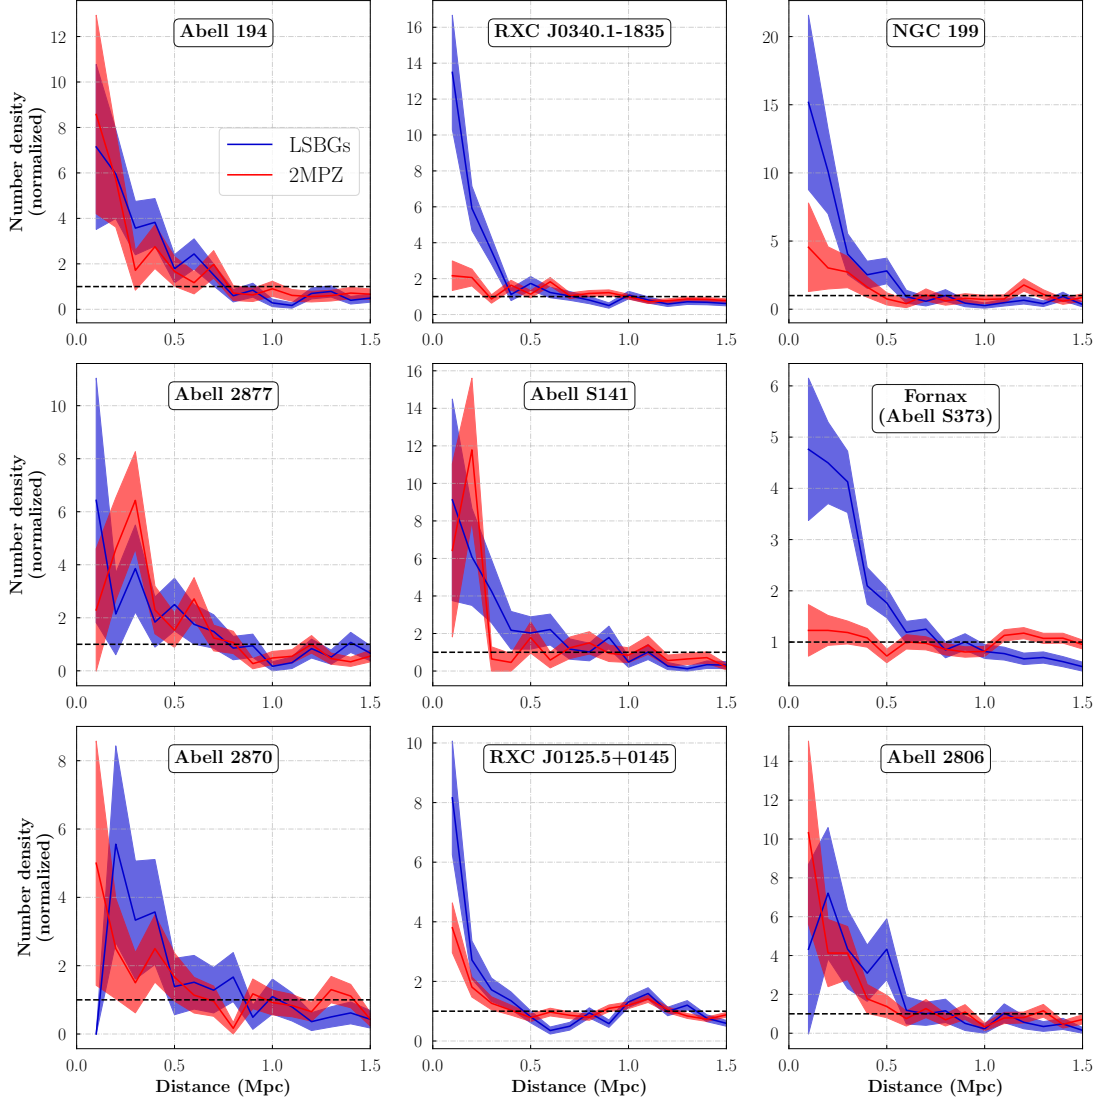 Abell 194
RXC J0340.1-1835
NGC 199
Number density
(normalized)
12
10
8
6
4
2
0
16
14
12
10
8
6
4
2
0
20
15
10
5
0
LSBGs
2MPZ
0.0 0.5 1.0 1.5
0.0 0.5 1.0 1.5
0.0 0.5 1.0 1.5
Abell 2877
Abell S141
Fornax
(Abell S373)
Number density
(normalized)
10
8
6
4
2
0
16
14
12
10
8
6
4
2
0
6
5
4
3
2
1
0.0 0.5 1.0 1.5
0.0 0.5 1.0 1.5
0.0 0.5 1.0 1.5
Abell 2870
RXC J0125.5+0145
Abell 2806
Number density
(normalized)
8
6
4
2
0
10
8
6
4
2
0
14
12
10
8
6
4
2
0
0.0 0.5 1.0 1.5
0.0 0.5 1.0 1.5
0.0 0.5 1.0 1.5
Distance (Mpc)
Distance (Mpc)
Distance (Mpc)